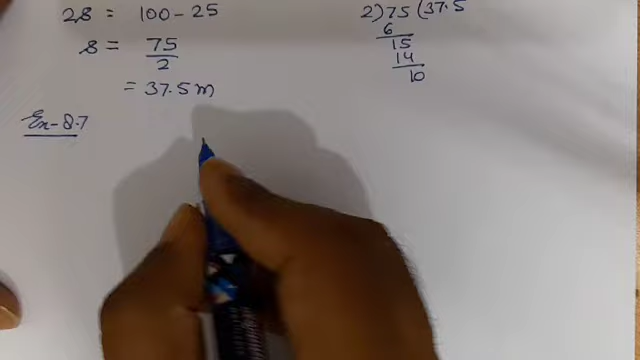 2s = 100 - 25
s = 75/2
= 37.5 m
2) 75 (37.5
6
15
14
10
Ex-8.7